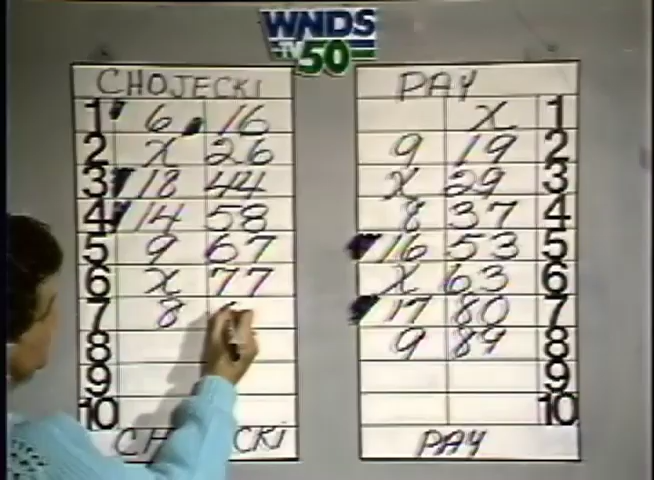 WNDS
TV 50
CHOJECKI
1 6 16
2 X 26
3 18 44
4 14 58
5 9 67
6 X 77
7 8
8
9
10
PAY
X 1
9 19 2
X 29 3
8 37 4
16 53 5
X 63 6
17 80 7
9 89 8
9
10
PAY